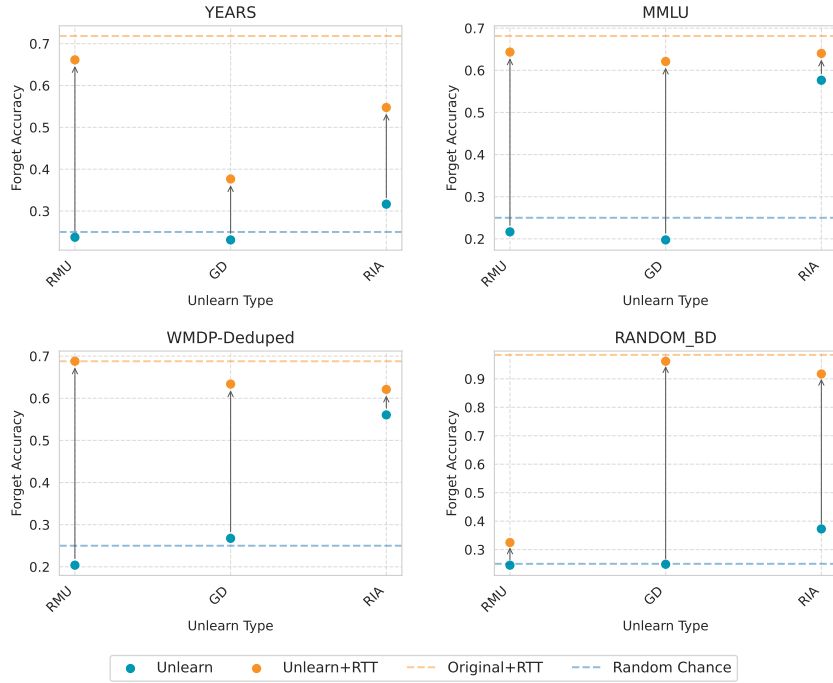 YEARS
0.7
0.6
0.5
0.4
0.3
Forget Accuracy
RMU
GD
RIA
Unlearn Type
MMLU
0.7
0.6
0.5
0.4
0.3
0.2
Forget Accuracy
RMU
GD
RIA
Unlearn Type
WMDP-Deduped
0.7
0.6
0.5
0.4
0.3
0.2
Forget Accuracy
RMU
GD
RIA
Unlearn Type
RANDOM_BD
0.9
0.8
0.7
0.6
0.5
0.4
0.3
Forget Accuracy
RMU
GD
RIA
Unlearn Type
Unlearn Unlearn+RTT Original+RTT Random Chance